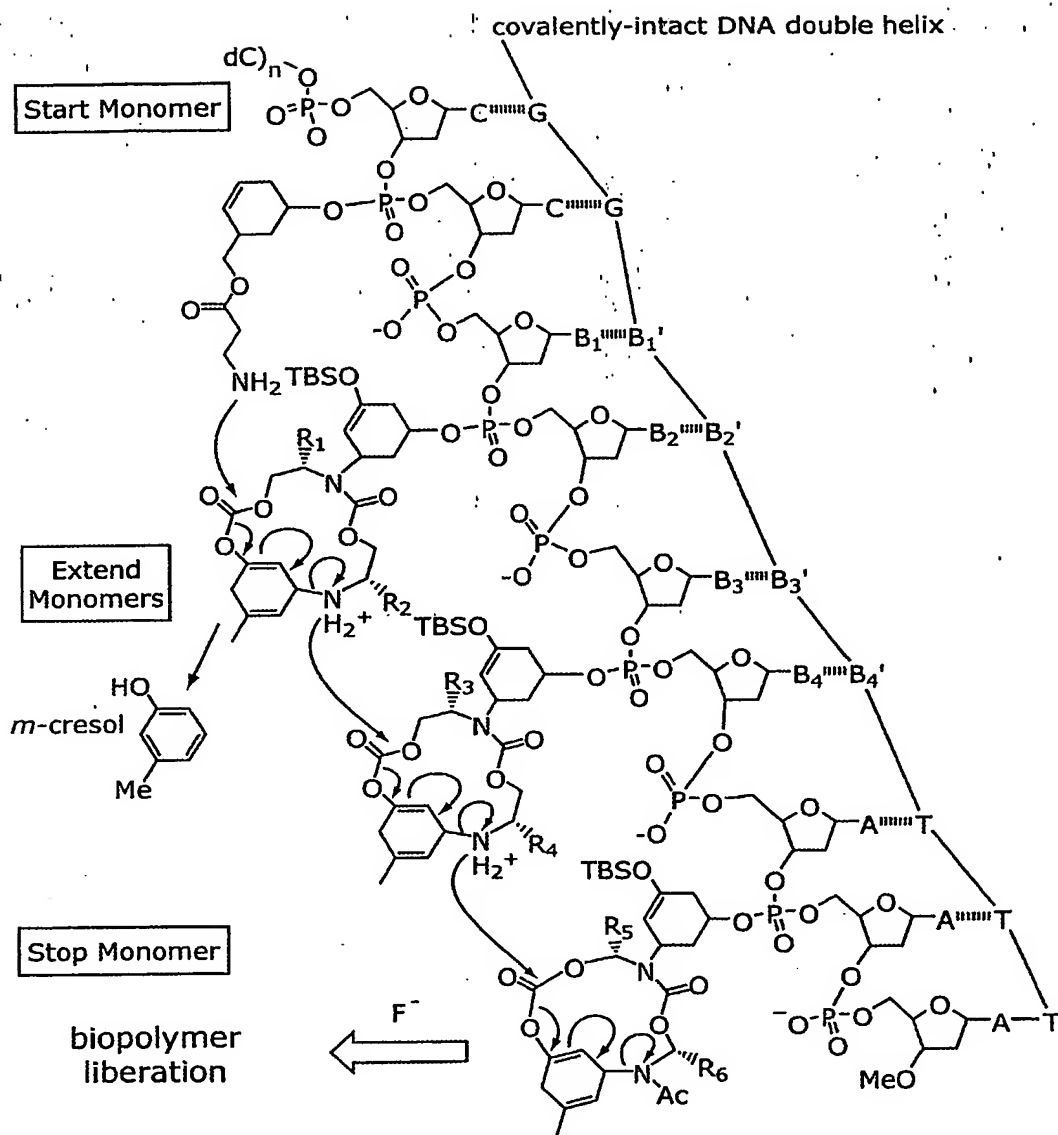 covalently-intact DNA double helix
dC)n O
Start Monomer
O=P O O C G
O
O
O P O O C G
O
O
O O
O=P O
-O O O B1 B1'
NH2 TBSO
O
O P O O B2 B2'
O
R1
N O
O O O
O=P O O B3 B3'
-O
Extend
Monomers
O
N R2
H2+
TBSO
O
O P O O B4 B4'
O
R3
HO
m-cresol
Me
O O N O
O
O
O O=P O O A T
-O
N R4
H2+
TBSO
O
O P O O A T
O
R5
Stop Monomer
O O N O
O
O
-O P O O A T
O
F-
biopolymer
liberation
O
N R6
Ac
MeO